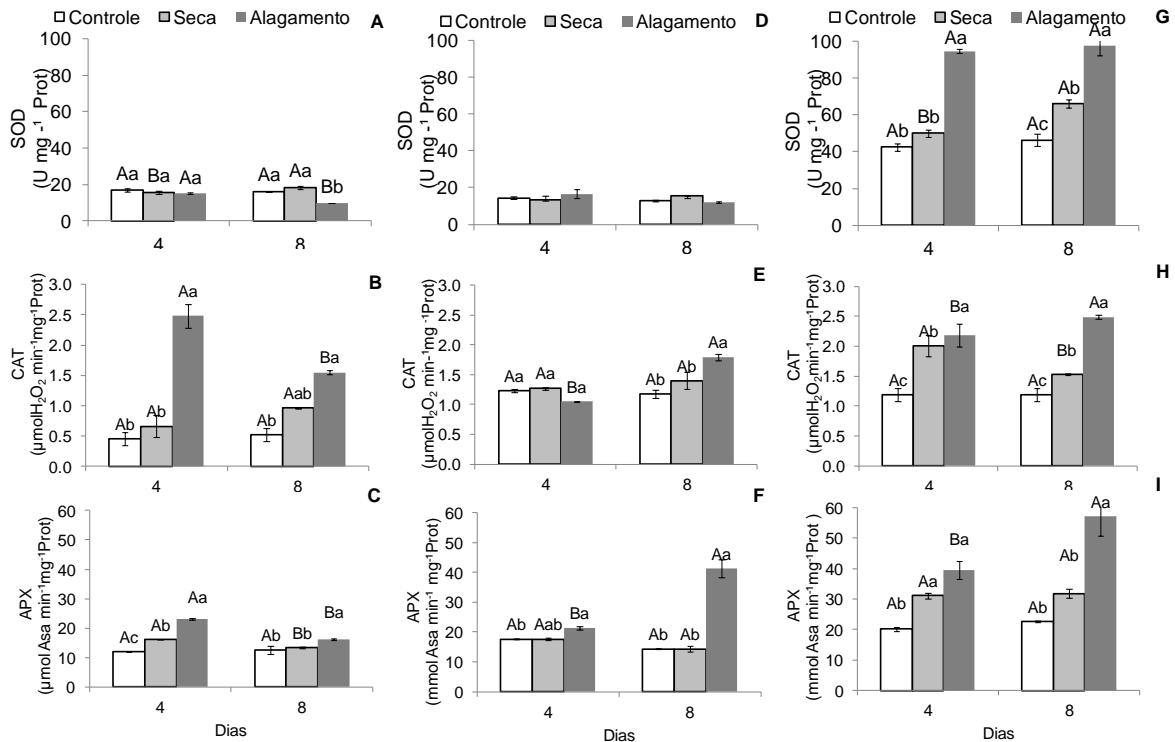 Controle Seca Alagamento
A
SOD
(U mg -1 Prot)
100
80
60
40
20
0
Aa Ba Aa
Aa Aa Bb
4 8
Controle Seca Alagamento
D
SOD
(U mg -1 Prot)
100
80
60
40
20
0
4 8
Controle Seca Alagamento
G
SOD
(U mg -1 Prot)
100
80
60
40
20
0
Ab Bb Aa
Ac Ab Aa
4 8
B
CAT
(µmolH₂O₂ min⁻¹mg⁻¹Prot)
3.0
2.5
2.0
1.5
1.0
0.5
0.0
Ab Ab Aa
Ab Aab Ba
4 8
E
CAT
(µmolH₂O₂ min-¹mg -¹Prot)
3.0
2.5
2.0
1.5
1.0
0.5
0.0
Aa Aa Ba
Ab Ab Aa
4 8
H
CAT
(µmolH₂O₂min⁻¹mg⁻¹Prot)
3.0
2.5
2.0
1.5
1.0
0.5
0.0
Ac Ab Ba
Ac Bb Aa
4 8
C
APX
(µmol Asa min⁻¹mg⁻¹Prot)
60
50
40
30
20
10
0
Ac Ab Aa
Ab Bb Ba
4 8
Dias
F
APX
(mmol Asa min⁻¹ mg⁻¹Prot)
60
50
40
30
20
10
0
Ab Aab Ba
Ab Ab Aa
4 8
Dias
I
APX
(mmol Asa min⁻¹mg⁻¹Prot )
60
50
40
30
20
10
0
Ab Aa Ba
Ab Ab Aa
4 8
Dias